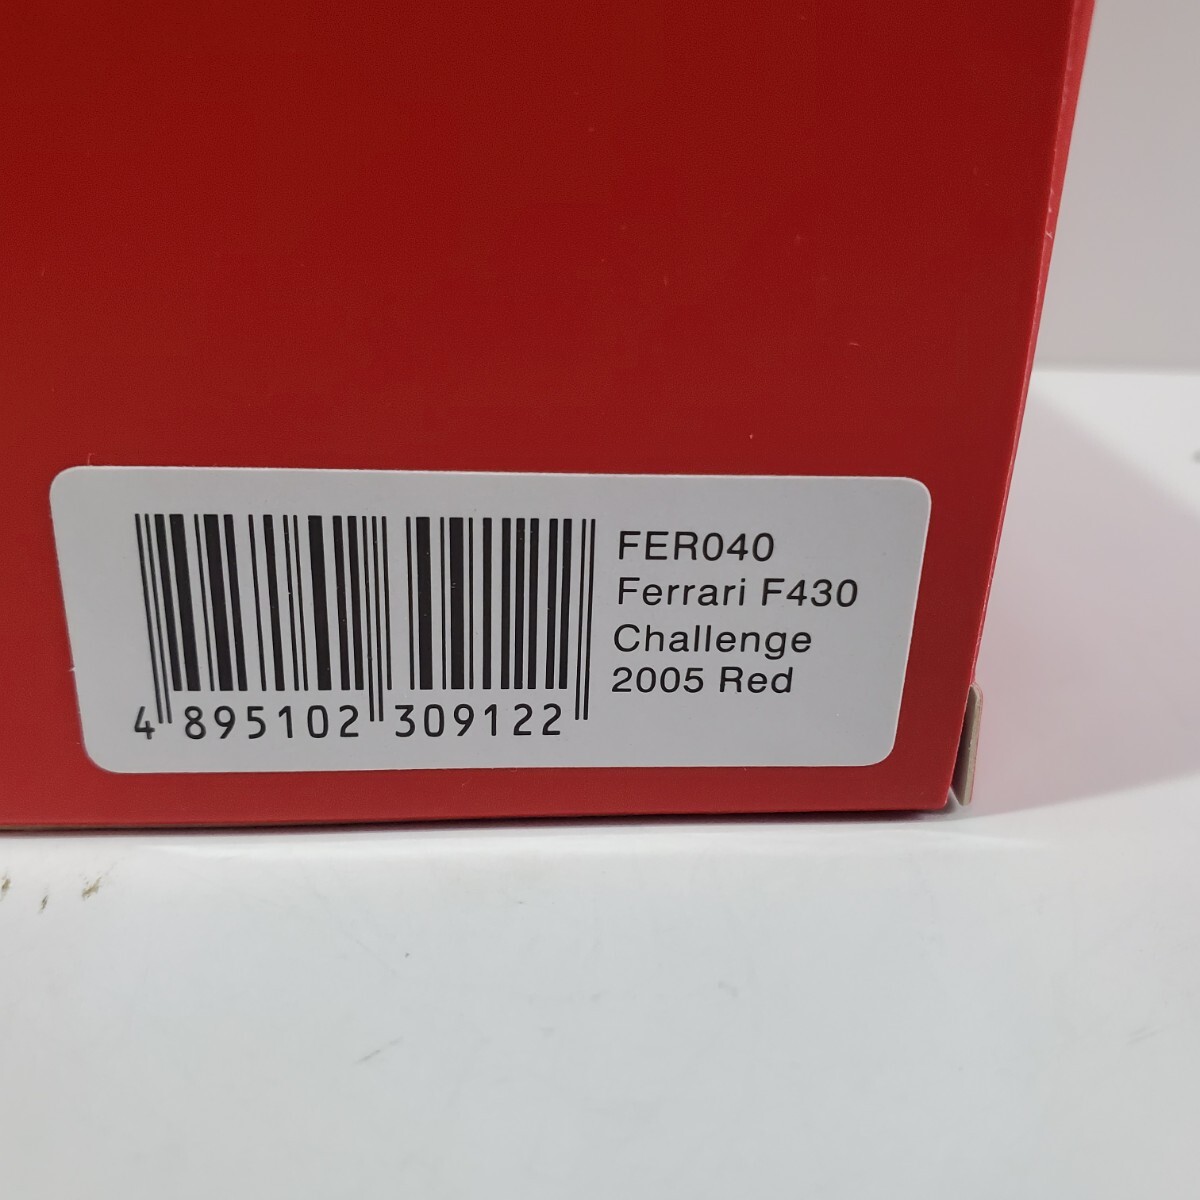 FER040
Ferrari F430
Challenge
2005 Red
4 895102 309122